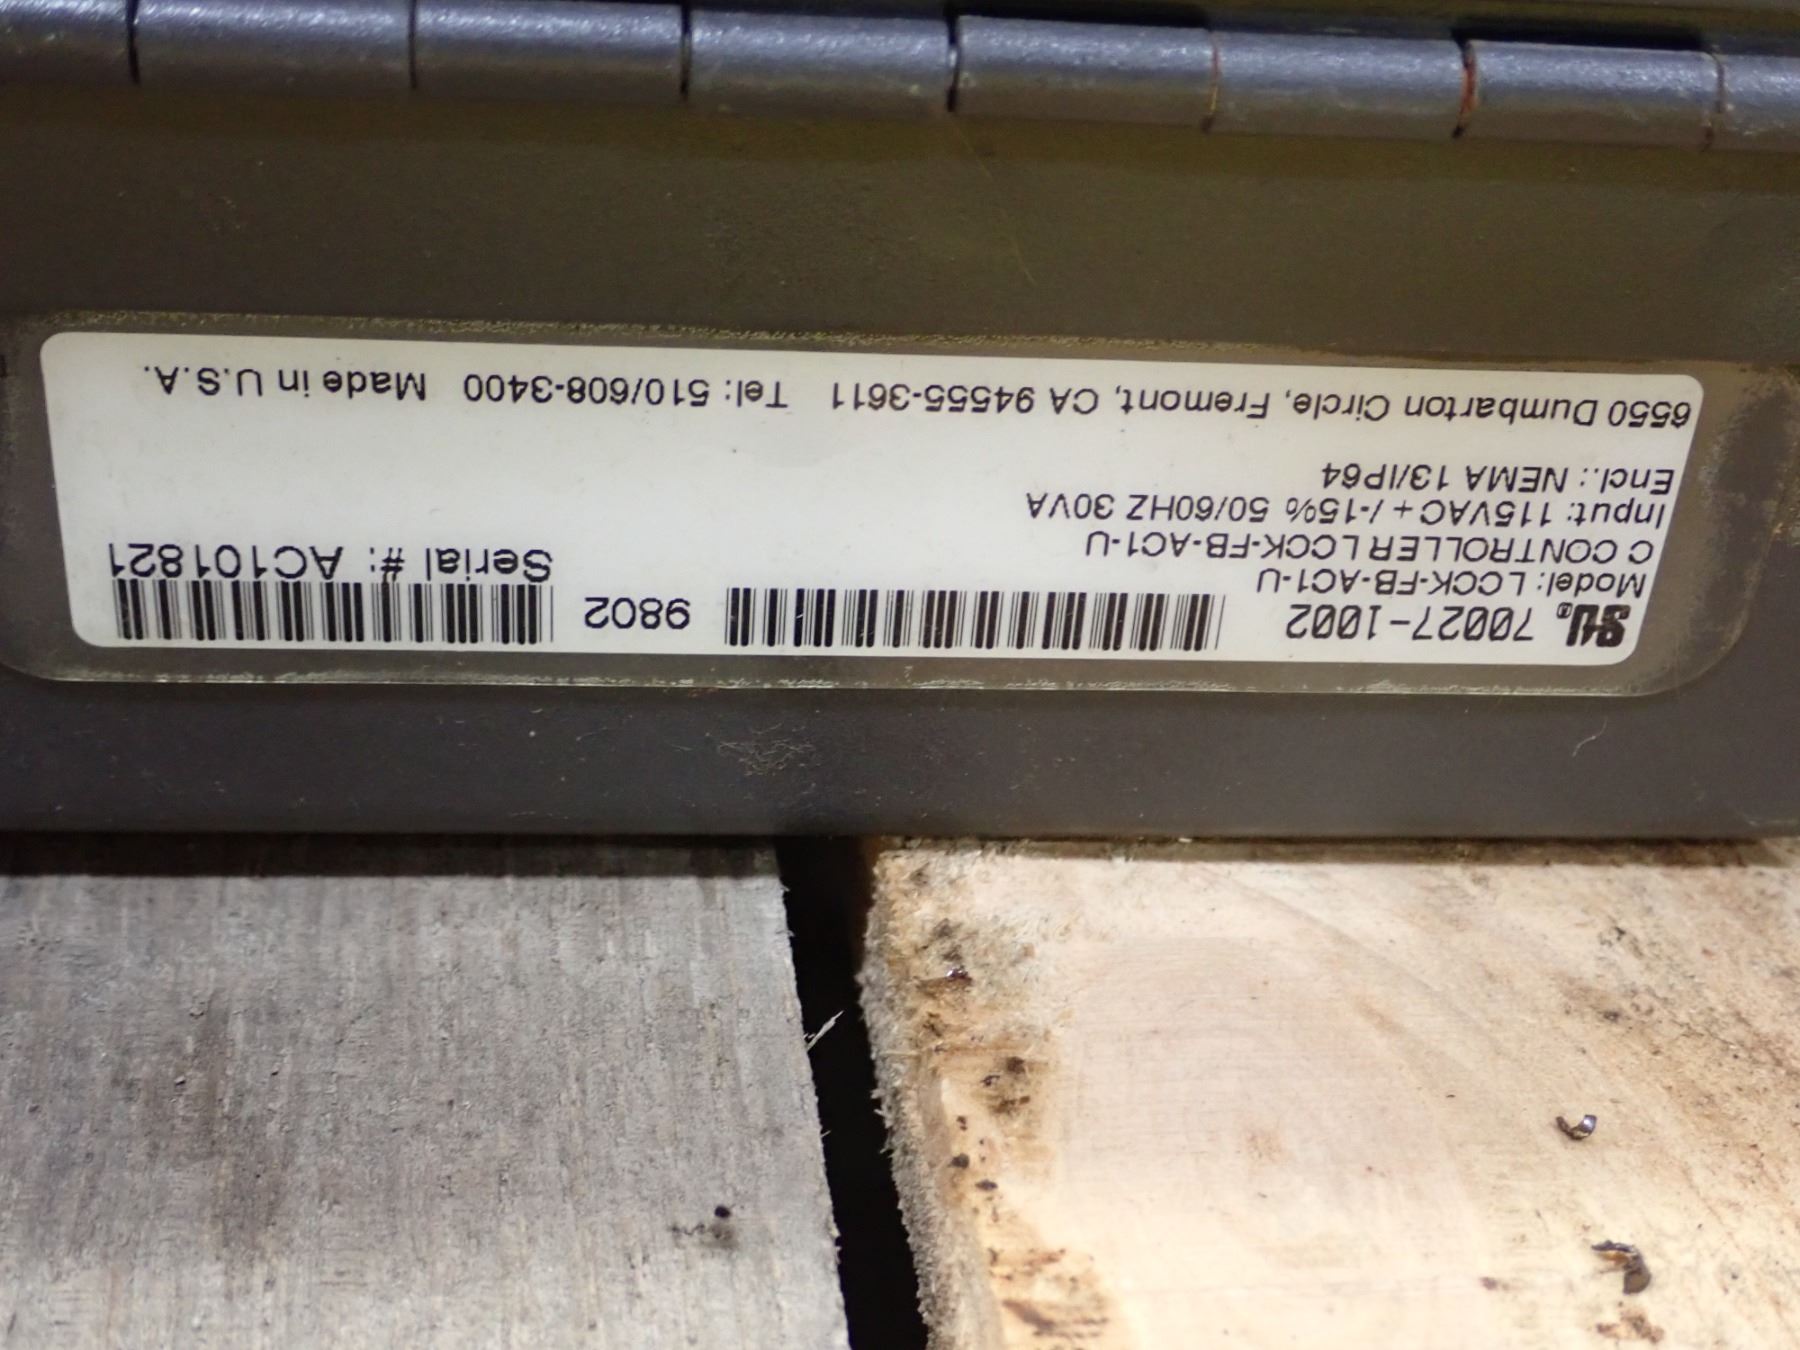 70027-1002 9802
Model: LCCK-FB-AC1-U Serial #: AC101821
C CONTROLLER LCCK-FB-AC1-U
Input: 115VAC + /-15% 50/60HZ 30VA
Encl.: NEMA 13/IP64
6550 Dumbarton Circle, Fremont, CA 94555-3611 Tel: 510/608-3400 Made in U.S.A.